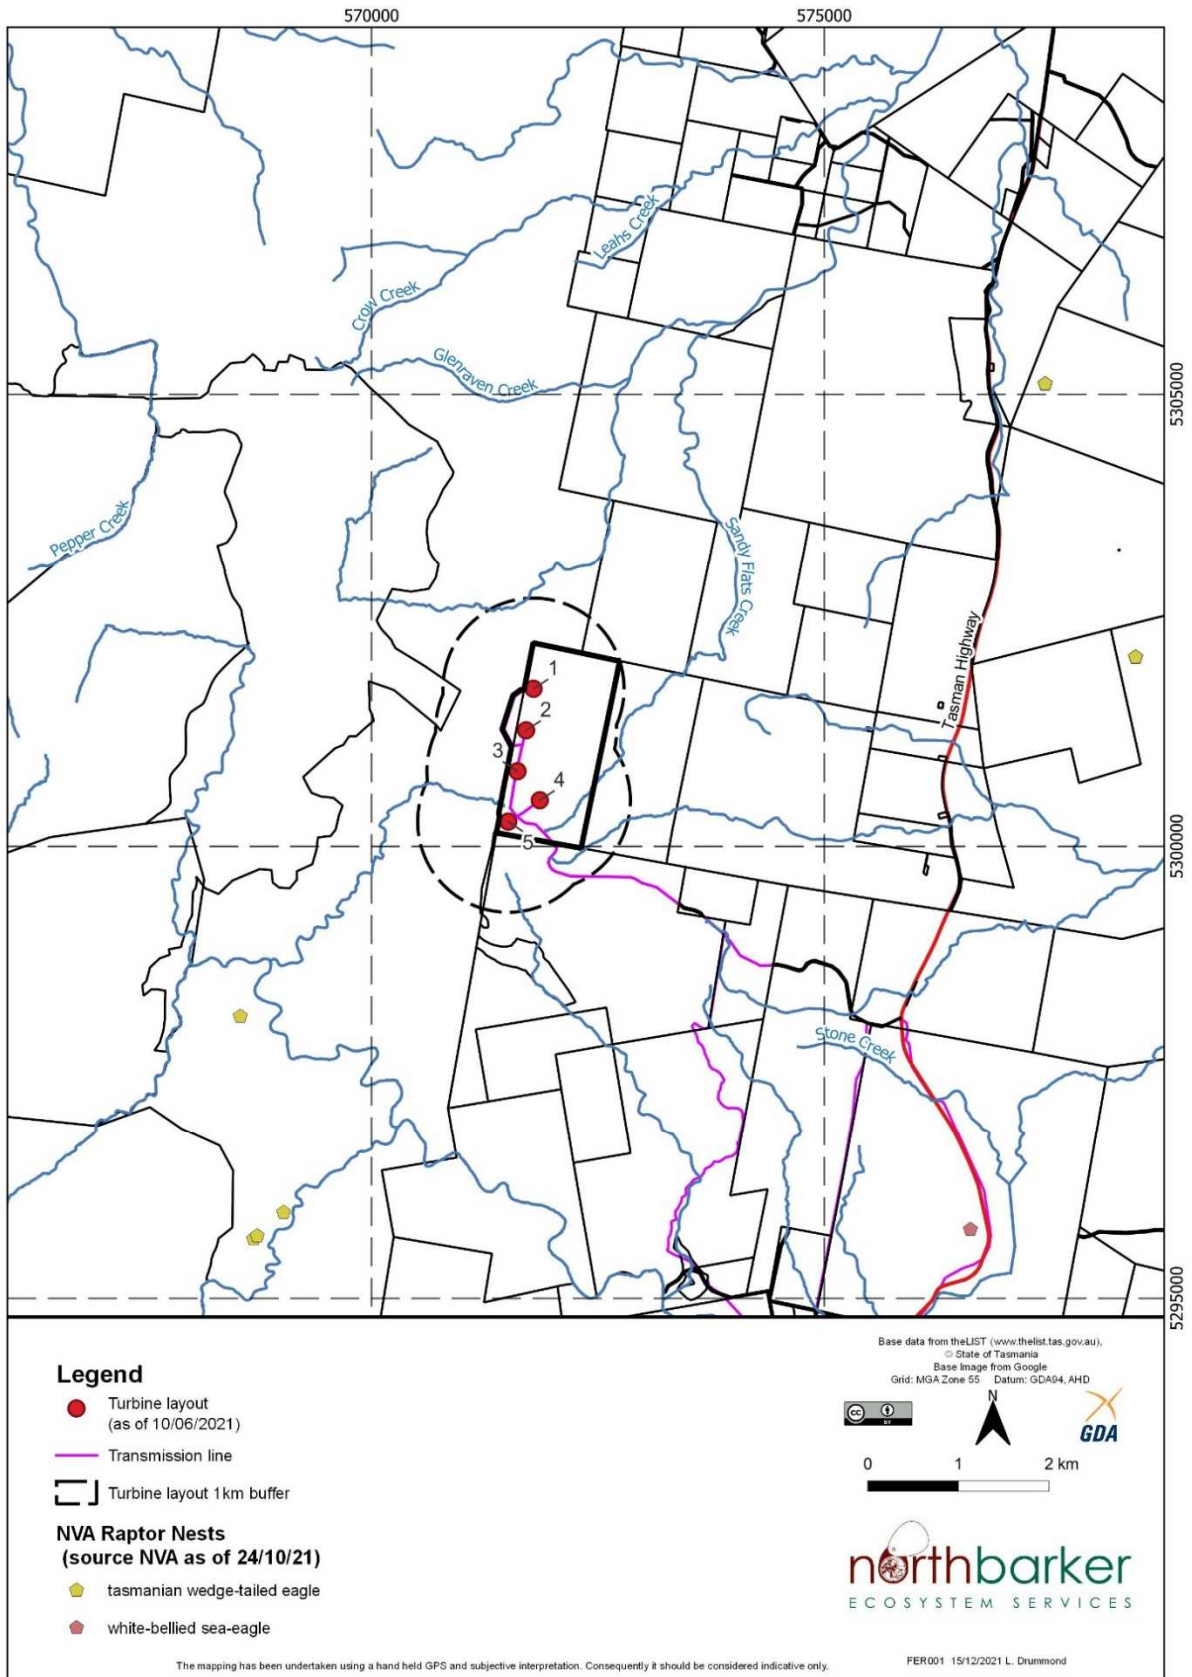 570000
575000
Leahs Creek
Crow Creek
Glenraven Creek
5305000
Pepper Creek
Sandy Flats Creek
Tasman Highway
1
2
3
4
5
5300000
Stone Creek
5295000
Legend
Turbine layout
(as of 10/06/2021)
Transmission line
Turbine layout 1km buffer
NVA Raptor Nests
(source NVA as of 24/10/21)
tasmanian wedge-tailed eagle
white-bellied sea-eagle
Base data from theLIST (www.thelist.tas.gov.au),
© State of Tasmania
Base Image from Google
Grid: MGA Zone 55 Datum: GDA94, AHD
cc BY
N
GDA
0 1 2 km
northbarker
ECOSYSTEM SERVICES
The mapping has been undertaken using a hand held GPS and subjective interpretation. Consequently it should be considered indicative only.
FER001 15/12/2021 L. Drummond